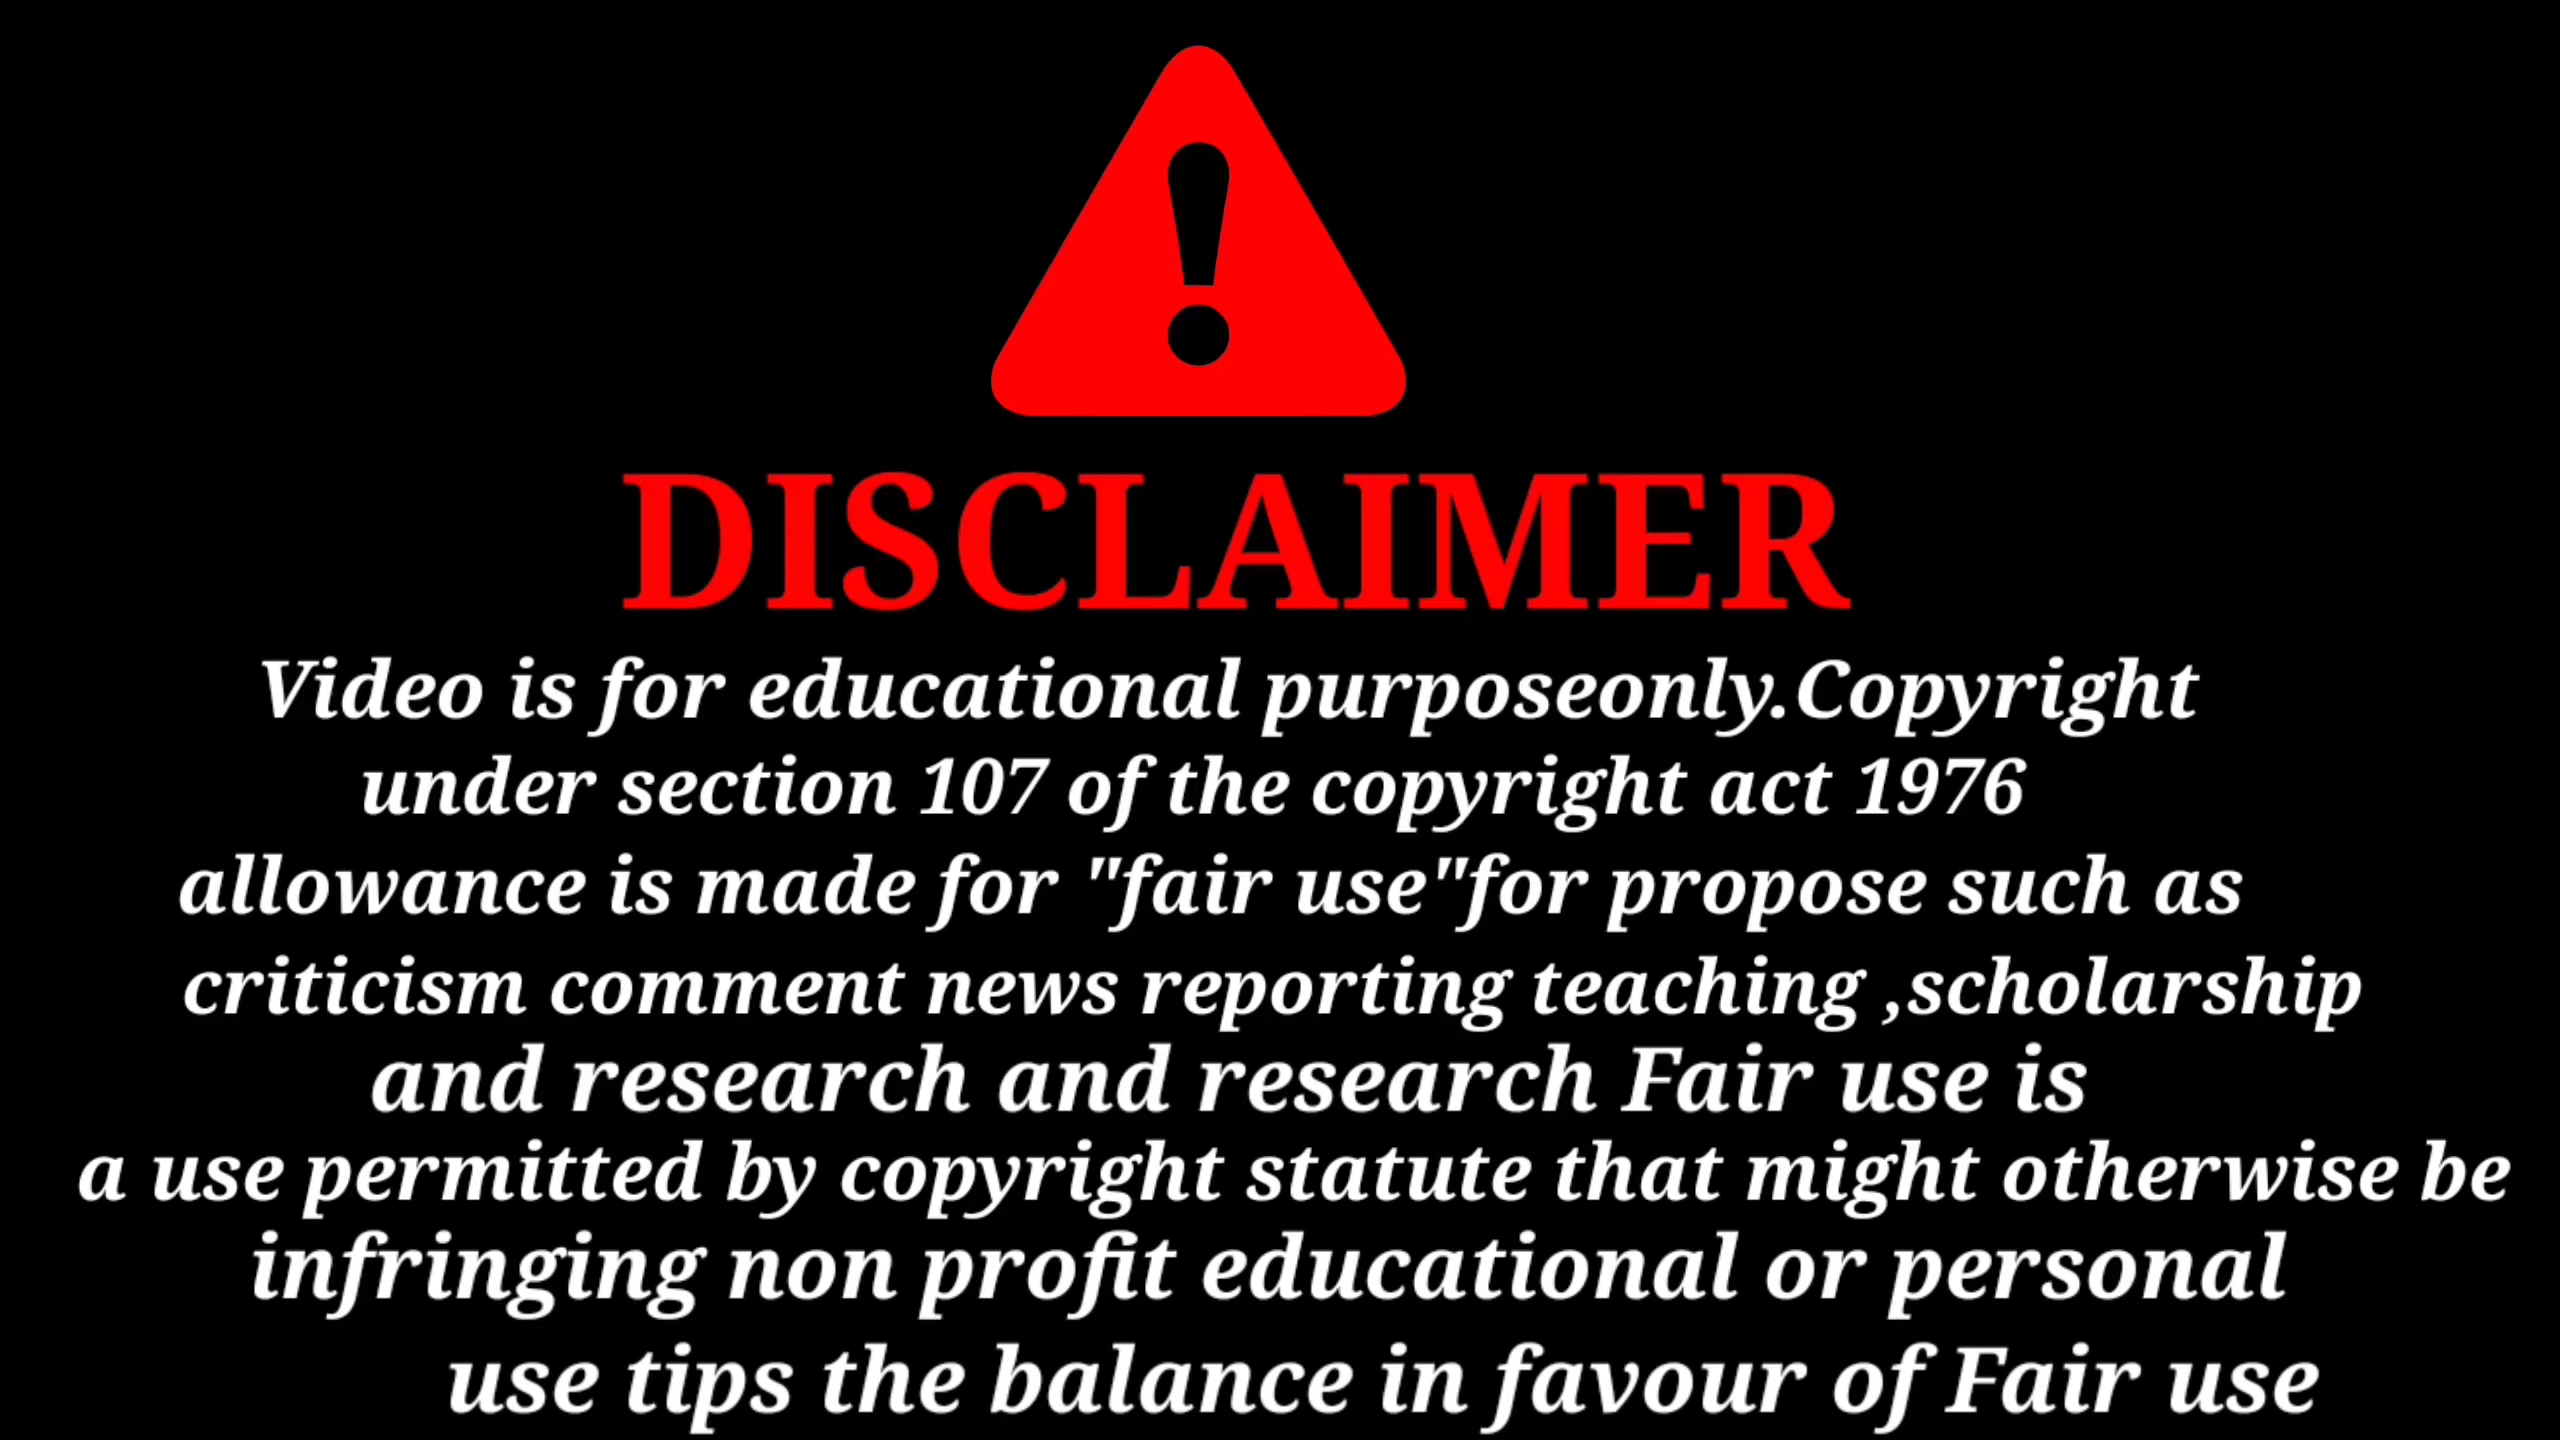 DISCLAIMER
Video is for educational purposeonly.Copyright
under section 107 of the copyright act 1976
allowance is made for "fair use"for propose such as
criticism comment news reporting teaching ,scholarship
and research and research Fair use is
a use permitted by copyright statute that might otherwise be
infringing non profit educational or personal
use tips the balance in favour of Fair use